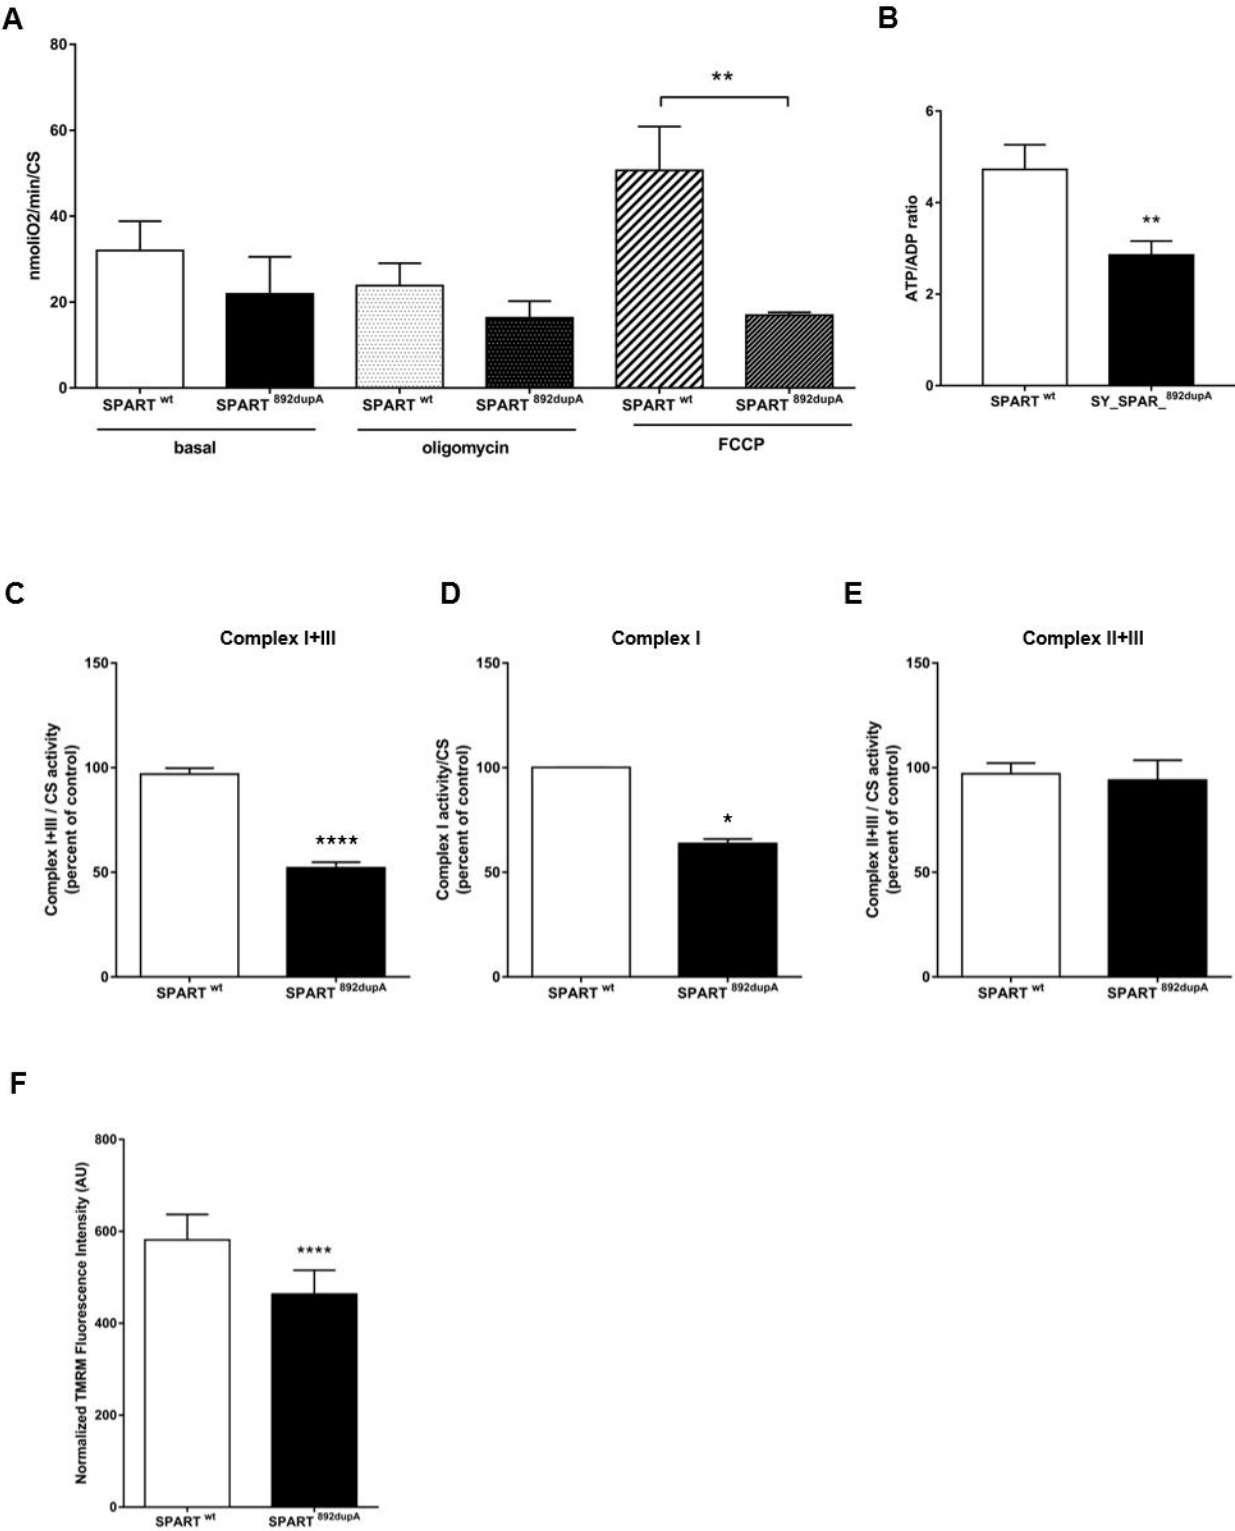 A
80
60
40
20
0
nmoliO2/min/CS
**
SPART wt
SPART 892dupA
SPART wt
SPART 892dupA
SPART wt
SPART 892dupA
basal
oligomycin
FCCP
B
6
4
2
0
ATP/ADP ratio
**
SPART wt
SY_SPAR_892dupA
C
Complex I+III
150
100
50
0
Complex I+III / CS activity
(percent of control)
****
SPART wt
SPART 892dupA
D
Complex I
150
100
50
0
Complex I activity/CS
(percent of control)
*
SPART wt
SPART 892dupA
E
Complex II+III
150
100
50
0
Complex II+III / CS activity
(percent of control)
SPART wt
SPART 892dupA
F
800
600
400
200
0
Normalized TMRM Fluorescence Intensity (AU)
****
SPART wt
SPART 892dupA